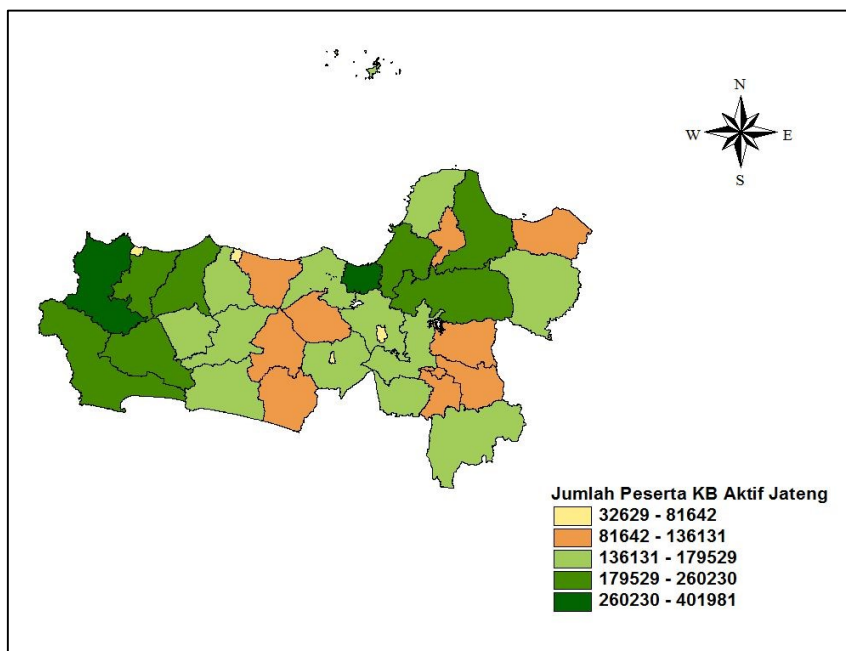 N
W E
S
Jumlah Peserta KB Aktif Jateng
32629 - 81642
81642 - 136131
136131 - 179529
179529 - 260230
260230 - 401981